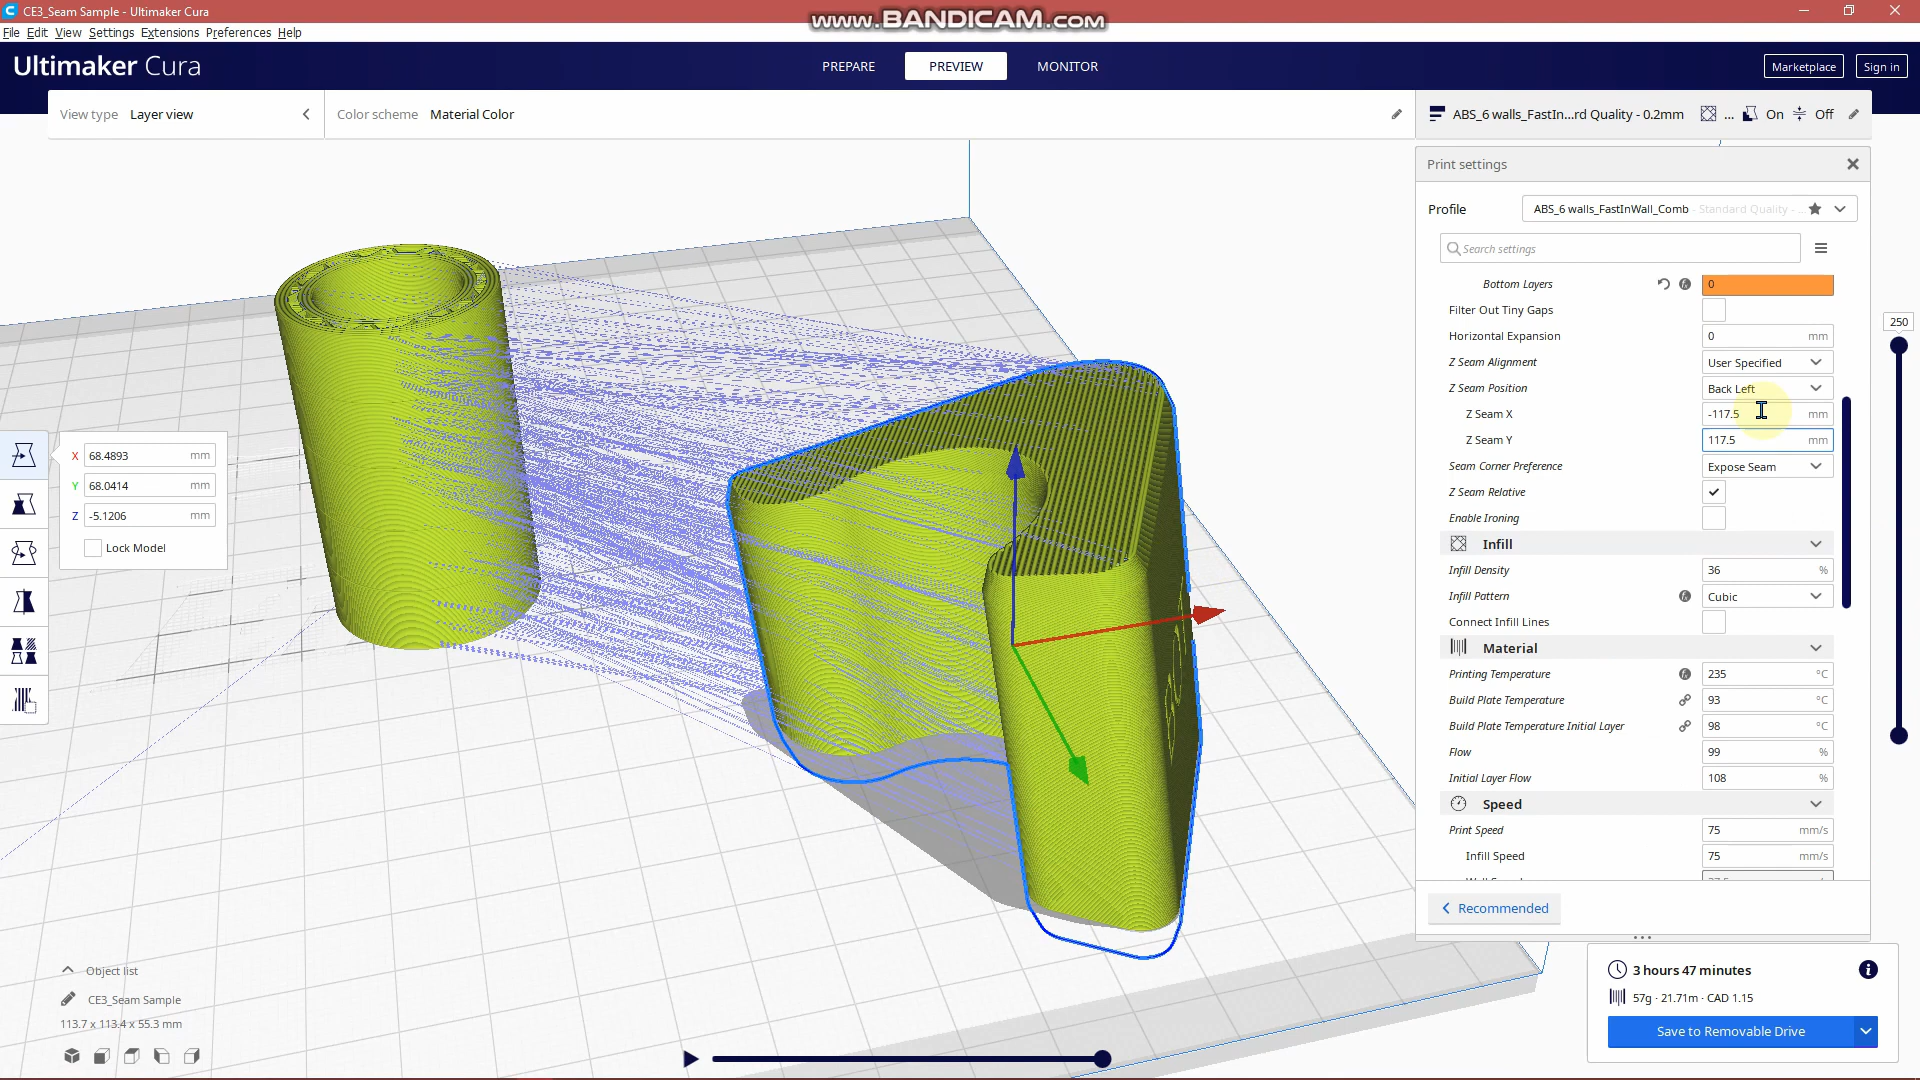 CE3_Seam Sample - Ultimaker Cura
www.BANDICAM.com
File Edit View Settings Extensions Preferences Help
Ultimaker Cura
PREPARE
PREVIEW
MONITOR
Marketplace
Sign in
View type Layer view
Color scheme Material Color
ABS_6 walls_FastIn...rd Quality - 0.2mm ... On Off
Print settings
Profile ABS_6 walls_FastInWall_Comb - Standard Quality - ...
Search settings
Bottom Layers 0
Filter Out Tiny Gaps
Horizontal Expansion 0 mm
Z Seam Alignment User Specified
Z Seam Position Back Left
Z Seam X -117.5 mm
Z Seam Y 117.5 mm
Seam Corner Preference Expose Seam
Z Seam Relative
Enable Ironing
Infill
Infill Density 36 %
Infill Pattern Cubic
Connect Infill Lines
Material
Printing Temperature 235 °C
Build Plate Temperature 93 °C
Build Plate Temperature Initial Layer 98 °C
Flow 99 %
Initial Layer Flow 108 %
Speed
Print Speed 75 mm/s
Infill Speed 75 mm/s
Recommended
250
X 68.4893 mm
Y 68.0414 mm
Z -5.1206 mm
Lock Model
Object list
CE3_Seam Sample
113.7 x 113.4 x 55.3 mm
3 hours 47 minutes
57g · 21.71m · CAD 1.15
Save to Removable Drive